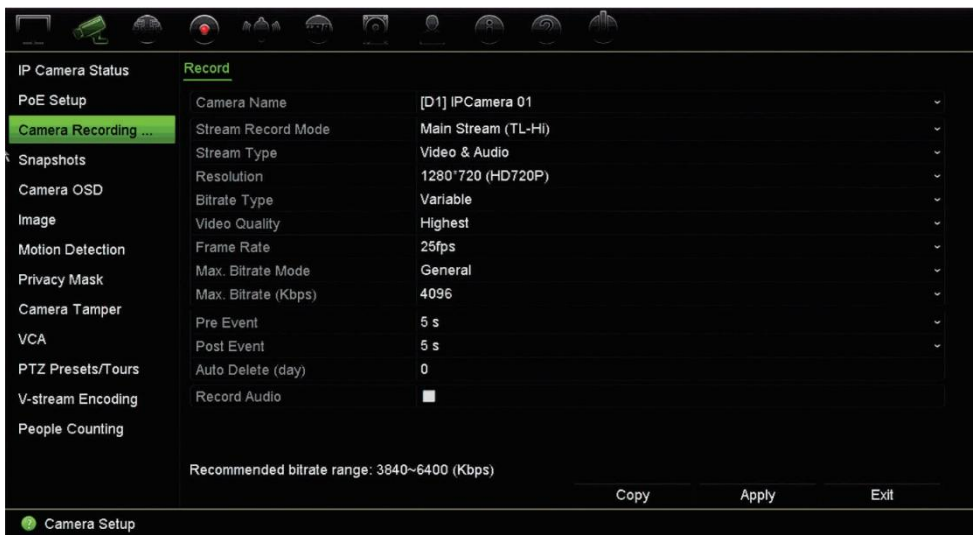 IP Camera Status
PoE Setup
Camera Recording ...
Snapshots
Camera OSD
Image
Motion Detection
Privacy Mask
Camera Tamper
VCA
PTZ Presets/Tours
V-stream Encoding
People Counting
Record
Camera Name [D1] IPCamera 01
Stream Record Mode Main Stream (TL-Hi)
Stream Type Video & Audio
Resolution 1280*720 (HD720P)
Bitrate Type Variable
Video Quality Highest
Frame Rate 25fps
Max. Bitrate Mode General
Max. Bitrate (Kbps) 4096
Pre Event 5 s
Post Event 5 s
Auto Delete (day) 0
Record Audio
Recommended bitrate range: 3840~6400 (Kbps)
Copy Apply Exit
Camera Setup